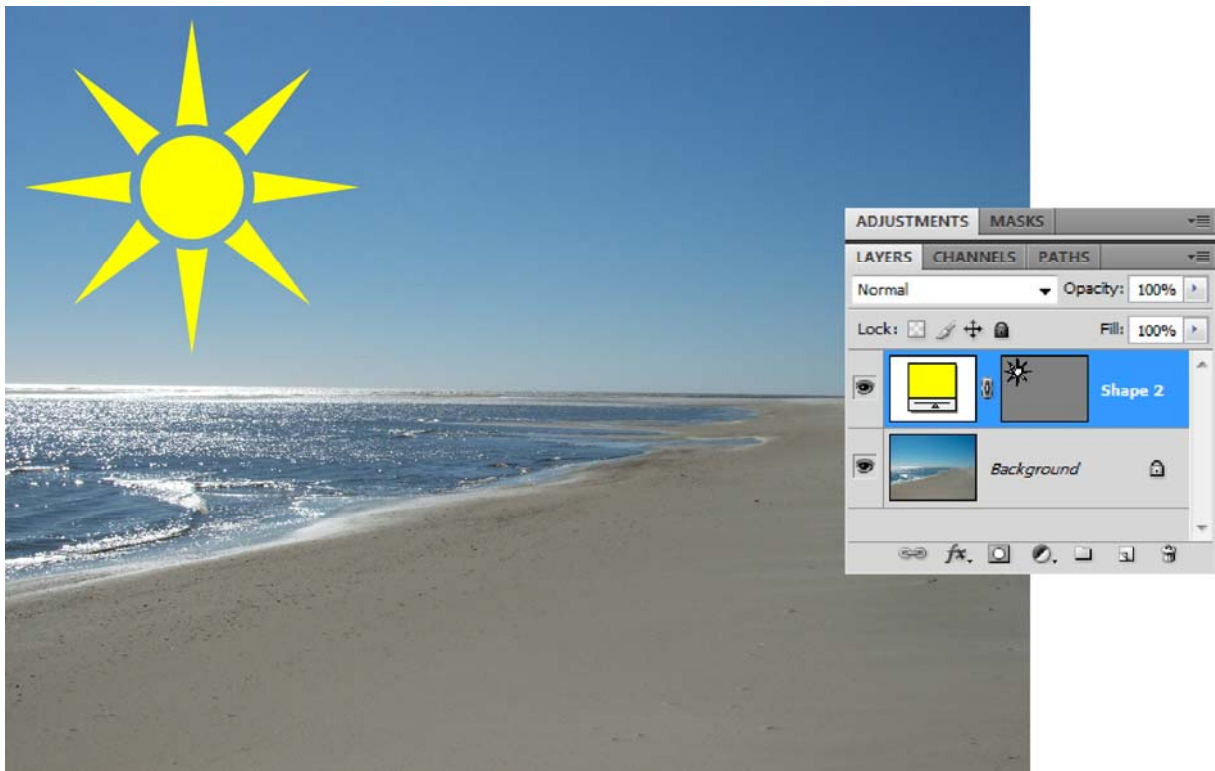 ADJUSTMENTS MASKS
LAYERS CHANNELS PATHS
Normal Opacity: 100%
Lock: Fill: 100%
Shape 2
Background
fx.